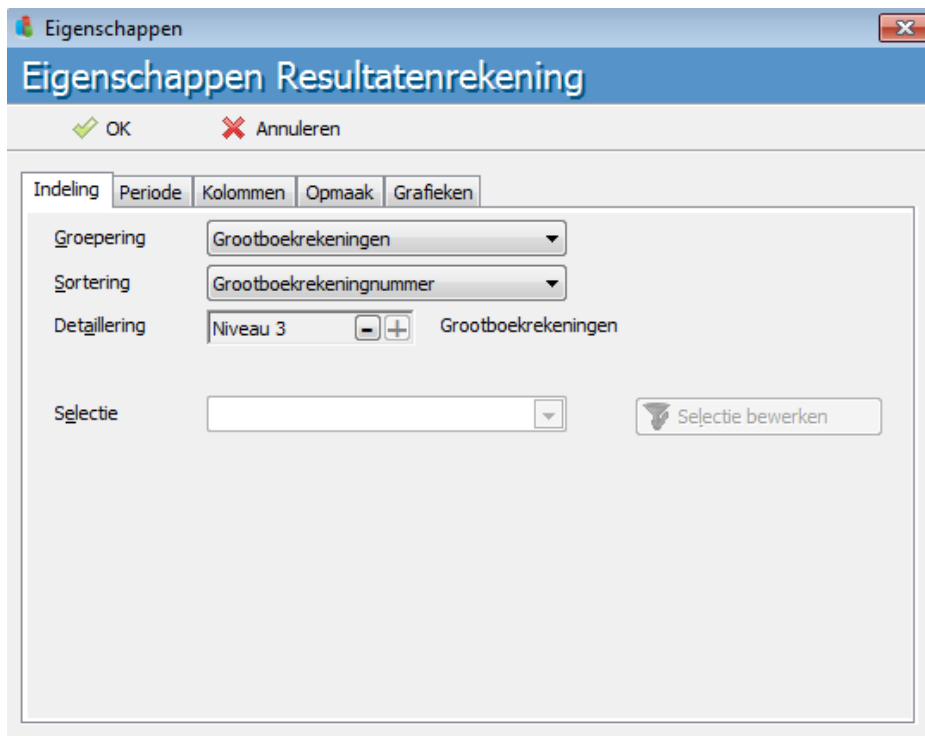 Eigenschappen
Eigenschappen Resultatenrekening
OK Annuleren
Indeling Periode Kolommen Opmaak Grafieken
Groepering Grootboekrekeningen
Sortering Grootboekrekeningnummer
Detaillering Niveau 3 Grootboekrekeningen
Selectie Selectie bewerken